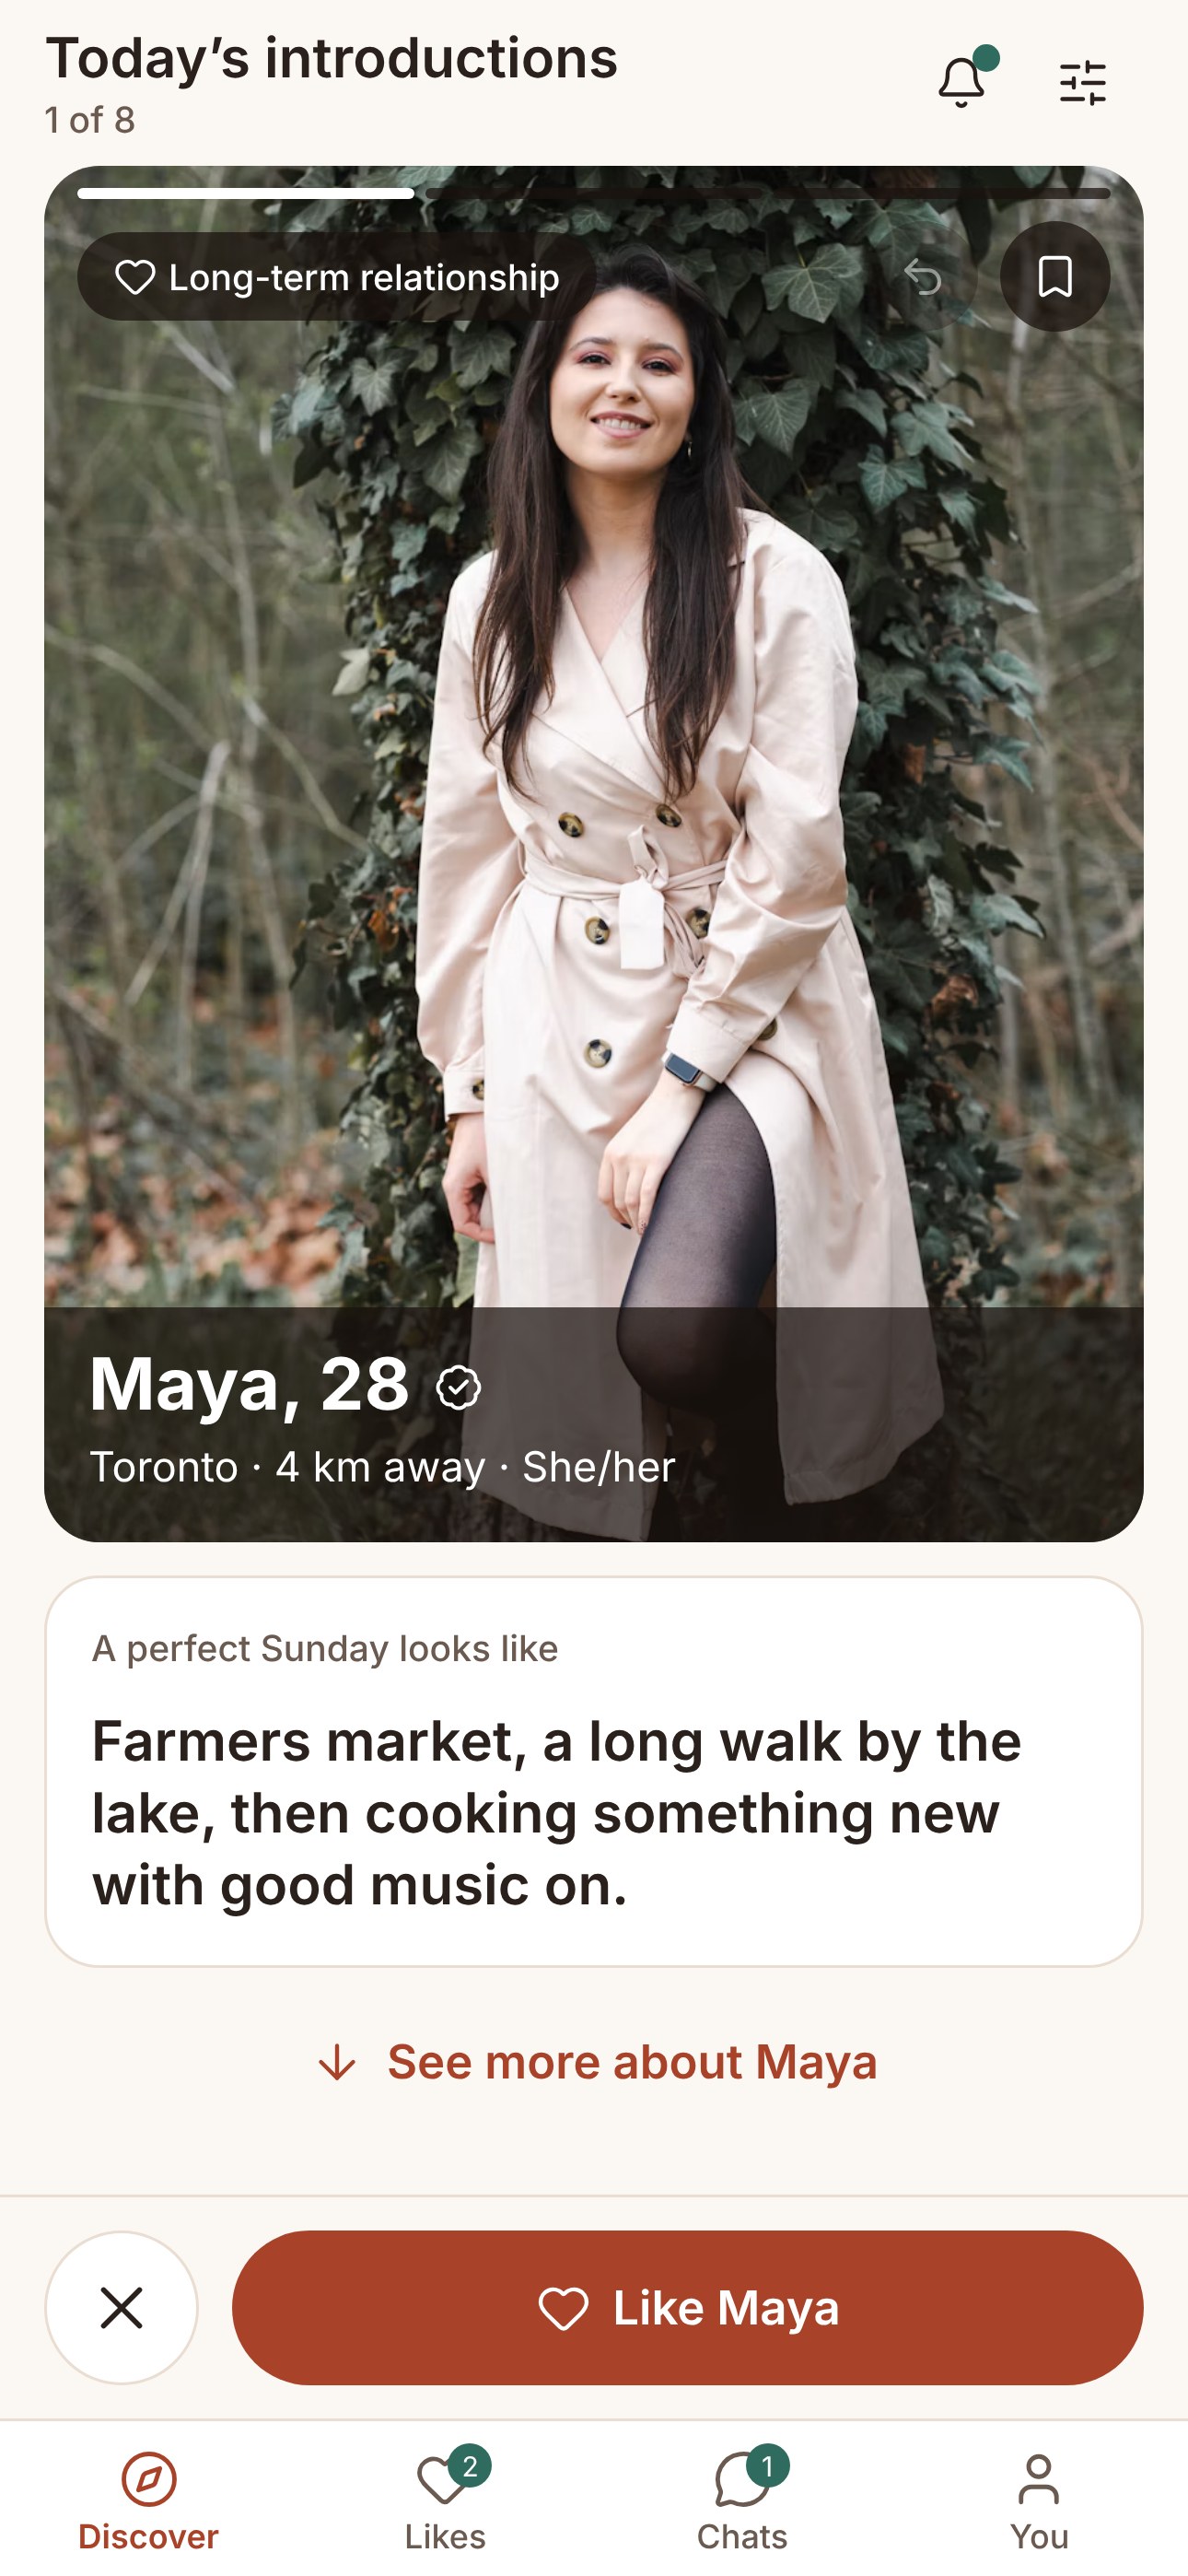 Today’s introductions
1 of 8
Long-term relationship
Maya, 28
Toronto · 4 km away · She/her
A perfect Sunday looks like
Farmers market, a long walk by the
lake, then cooking something new
with good music on.
See more about Maya
Like Maya
2
1
Discover
Likes
Chats
You